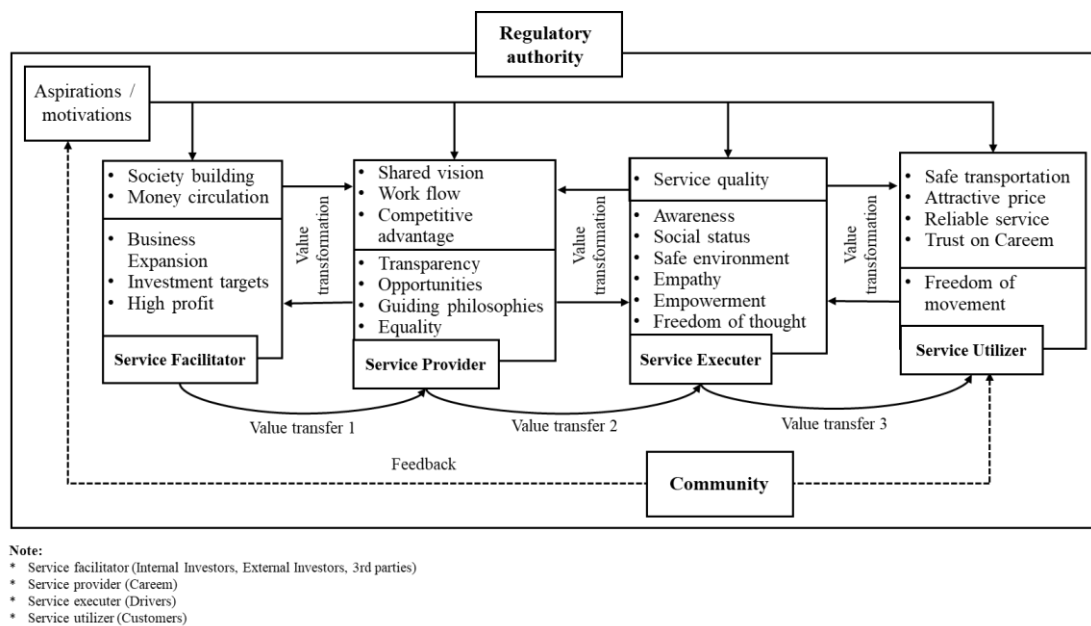 Regulatory
authority
Aspirations /
motivations
• Society building
• Money circulation
• Business
Expansion
• Investment targets
• High profit
Service Facilitator
Value
transformation
• Shared vision
• Work flow
• Competitive
advantage
• Transparency
• Opportunities
• Guiding philosophies
• Equality
Service Provider
Value
transformation
• Service quality
• Awareness
• Social status
• Safe environment
• Empathy
• Empowerment
• Freedom of thought
Service Executer
Value
transformation
• Safe transportation
• Attractive price
• Reliable service
• Trust on Careem
• Freedom of
movement
Service Utilizer
Value transfer 1
Value transfer 2
Value transfer 3
Feedback
Community
Note:
* Service facilitator (Internal Investors, External Investors, 3rd parties)
* Service provider (Careem)
* Service executer (Drivers)
* Service utilizer (Customers)